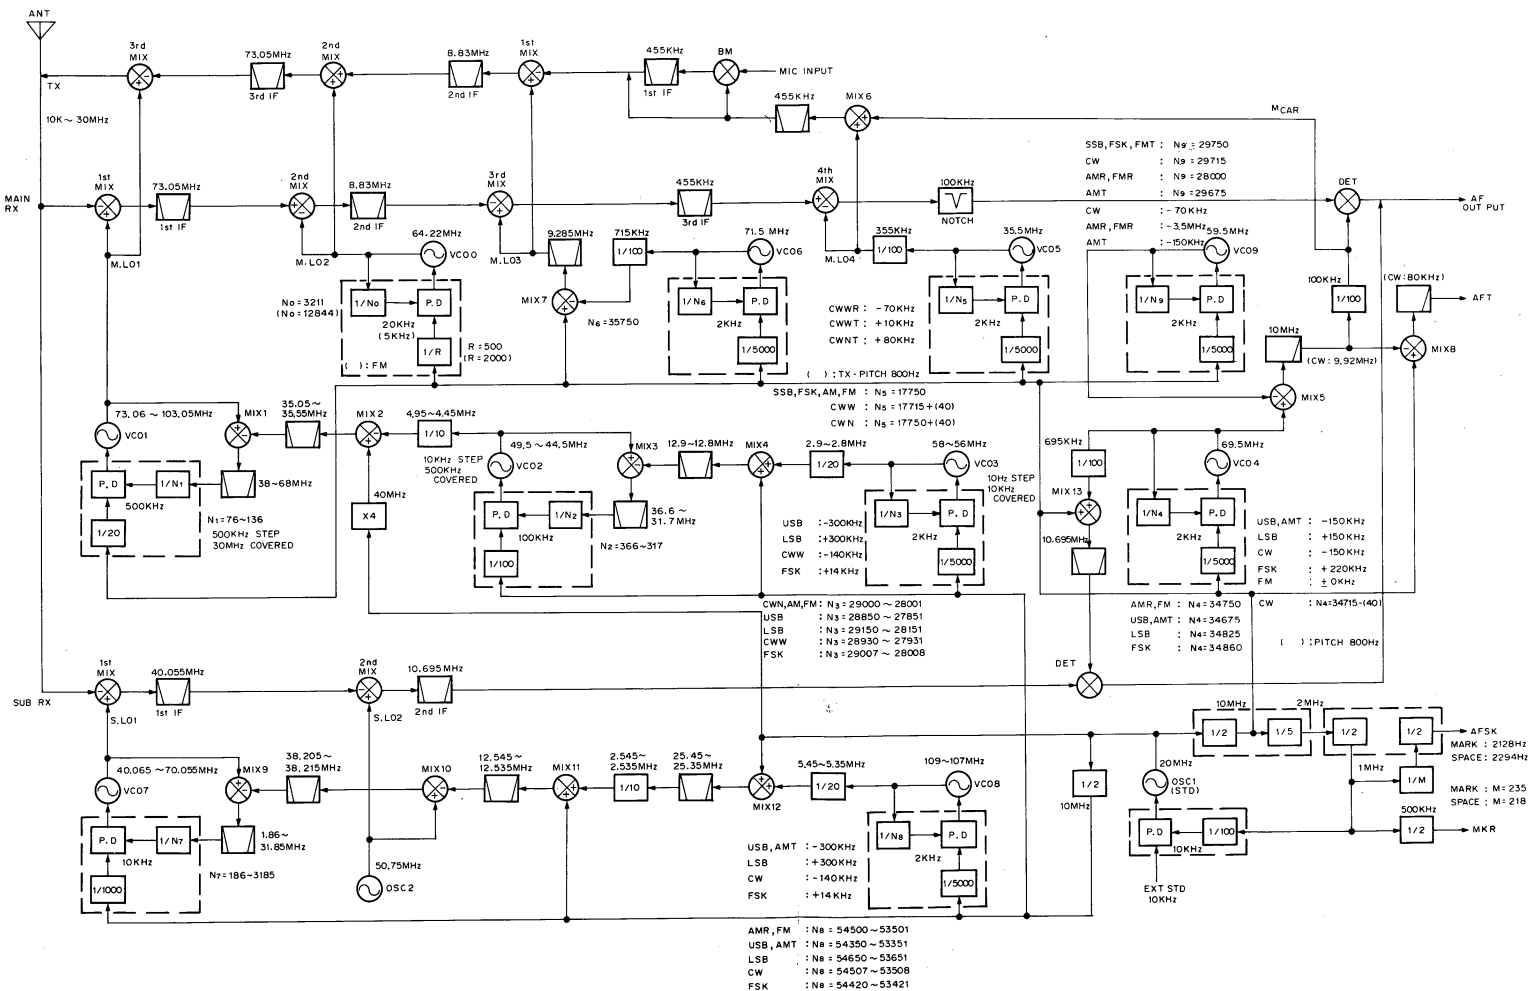 ANT
3rd
MIX
73.05MHz
3rd IF
2nd
MIX
8.83MHz
2nd IF
1st
MIX
455KHz
1st IF
BM
MIC INPUT
TX
10K~30MHz
455KHz
MIX6
MCAR
MAIN
RX
1st
MIX
73.05MHz
1st IF
2nd
MIX
8.83MHz
2nd IF
3rd
MIX
455KHz
3rd IF
4th
MIX
100KHz
NOTCH
DET
AF
OUT PUT
SSB,FSK,FMT : N9 = 29750
CW : N9 = 29715
AMR,FMR : N9 = 28000
AMT : N9 = 29675
CW : -70KHz
AMR,FMR : -3.5MHz
AMT : -150KHz
M.LO1
M.LO2
64.22MHz
VCO0
M.LO3
9.285MHz
MIX7
715KHz
1/100
71.5 MHz
VCO6
M.LO4
355KHz
1/100
35.5MHz
VCO5
59.5MHz
VCO9
100KHz
1/100
(CW:80KHz)
AFT
No = 3211
(No = 12844)
1/No
P.D
20KHz
(5KHz)
1/R
R = 500
(R = 2000)
( ) : FM
N6 = 35750
1/N6
P.D
2KHz
1/5000
CWWR : -70KHz
CWWT : +10KHz
CWNT : +80KHz
1/N5
P.D
2KHz
1/5000
1/N9
P.D
2KHz
1/5000
10MHz
(CW: 9.92MHz)
MIX8
MIX5
( ) : TX-PITCH 800Hz
SSB,FSK,AM,FM : N5 = 17750
CWW : N5 = 17715+(40)
CWN : N5 = 17750+(40)
73.06 ~ 103.05MHz
VCO1
MIX1
35.05~
35.55MHz
MIX2
4.95~4.45MHz
1/10
49.5~44.5MHz
VCO2
10KHz STEP
500KHz
COVERED
MIX3
12.9~12.8MHz
MIX4
2.9~2.8MHz
1/20
58~56MHz
VCO3
10Hz STEP
10KHz
COVERED
695KHz
1/100
69.5MHz
VCO4
MIX13
10.695MHz
P.D
1/N1
500KHz
1/20
38~68MHz
N1=76~136
500KHz STEP
30MHz COVERED
40MHz
X4
P.D
1/N2
100KHz
1/100
36.6 ~
31.7MHz
N2=366~317
USB :-300KHz
LSB :+300KHz
CWW :-140KHz
FSK :+14KHz
1/N3
P.D
2KHz
1/5000
1/N4
P.D
2KHz
1/5000
USB,AMT : -150KHz
LSB : +150KHz
CW : -150KHz
FSK : +220KHz
FM : ±0KHz
CW : N4=34715-(40)
( ) :PITCH 800Hz
CWN,AM,FM : N3 = 29000 ~ 28001
USB : N3 = 28850 ~ 27851
LSB : N3 = 29150 ~ 28151
CWW : N3 = 28930 ~ 27931
FSK : N3 = 29007 ~ 28008
AMR,FM : N4= 34750
USB,AMT : N4= 34675
LSB : N4= 34825
FSK : N4= 34860
SUB RX
1st
MIX
40.055MHz
1st IF
2nd
MIX
10.695MHz
2nd IF
DET
S.LO1
S.LO2
40.065 ~70.055MHz
VCO7
MIX9
38.205~
38.215MHz
MIX10
12.545~
12.535MHz
MIX11
2.545~
2.535MHz
1/10
25.45~
25.35MHz
MIX12
5.45~5.35MHz
1/20
109~107MHz
VCO8
10MHz
1/2
1/5
2MHz
1/2
1/2
AFSK
MARK : 2128Hz
SPACE: 2294Hz
20MHz
OSC1
(STD)
1/2
10MHz
1MHz
1/M
MARK : M=235
SPACE : M=218
500KHz
1/2
MKR
P.D
1/100
10KHz
EXT STD
10KHz
P.D
1/N7
10KHz
1/1000
1.86~
31.85MHz
N7=186~3185
50.75MHz
OSC2
USB,AMT :-300KHz
LSB :+300KHz
CW :-140KHz
FSK :+14KHz
1/N8
P.D
2KHz
1/5000
AMR,FM : N8 = 54500~53501
USB,AMT : N8 = 54350~53351
LSB : N8 = 54650~53651
CW : N8 = 54507~53508
FSK : N8 = 54420~53421